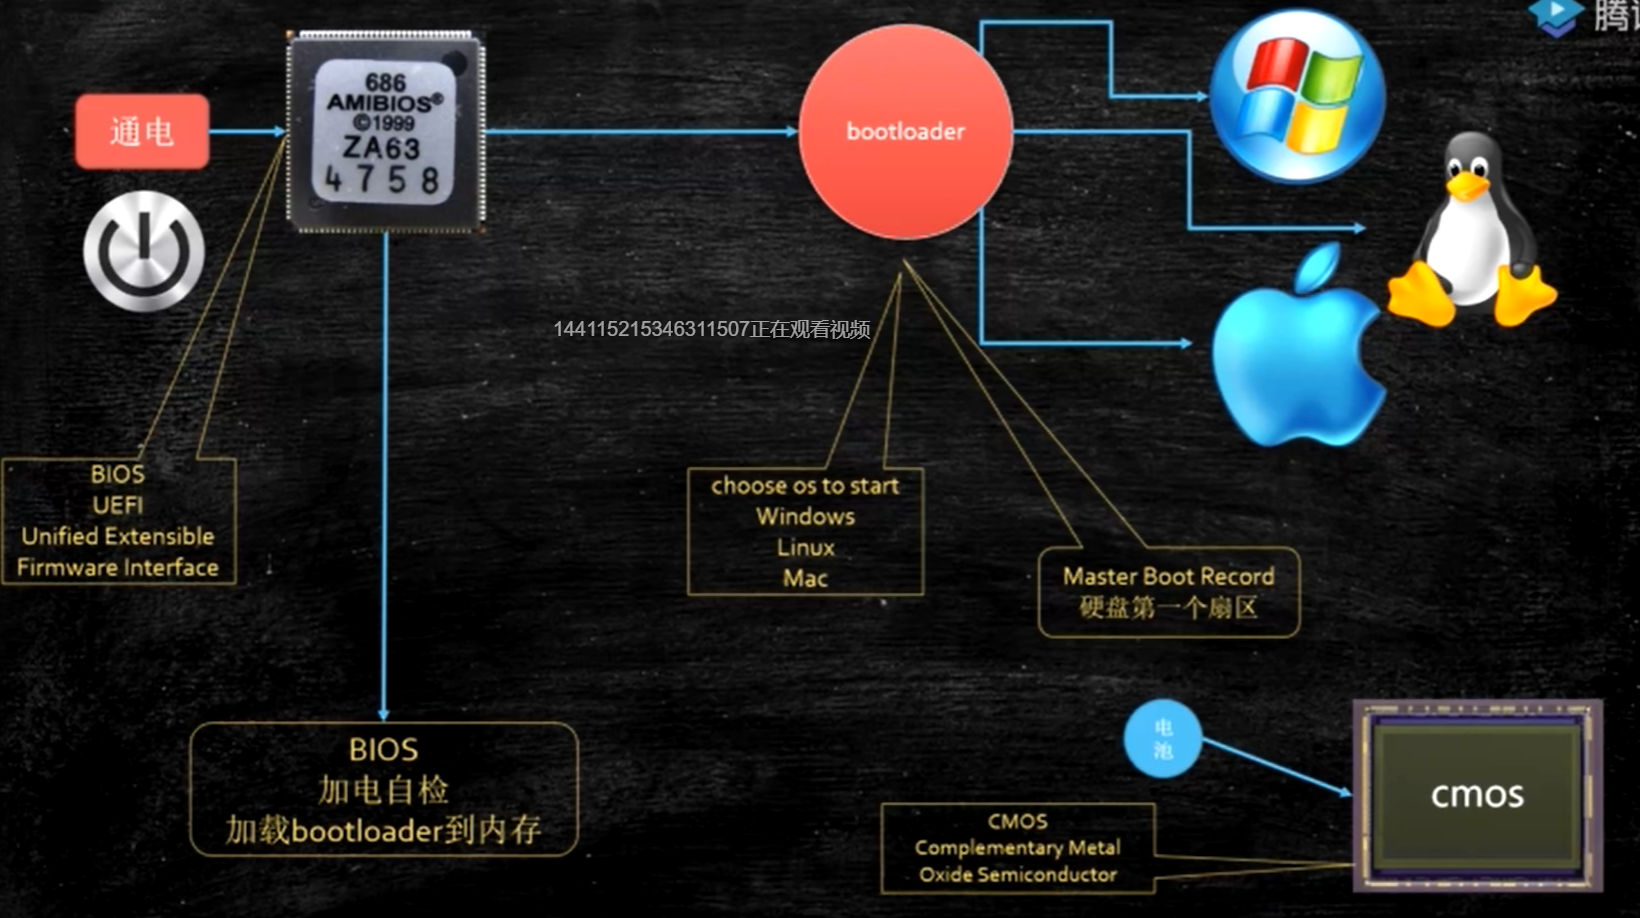 腾
通电
686
AMIBIOS®
©1999
ZA63
4758
bootloader
144115215346311507正在观看视频
BIOS
UEFI
Unified Extensible
Firmware Interface
choose os to start
Windows
Linux
Mac
Master Boot Record
硬盘第一个扇区
BIOS
加电自检
加载bootloader到内存
电
池
cmos
CMOS
Complementary Metal
Oxide Semiconductor